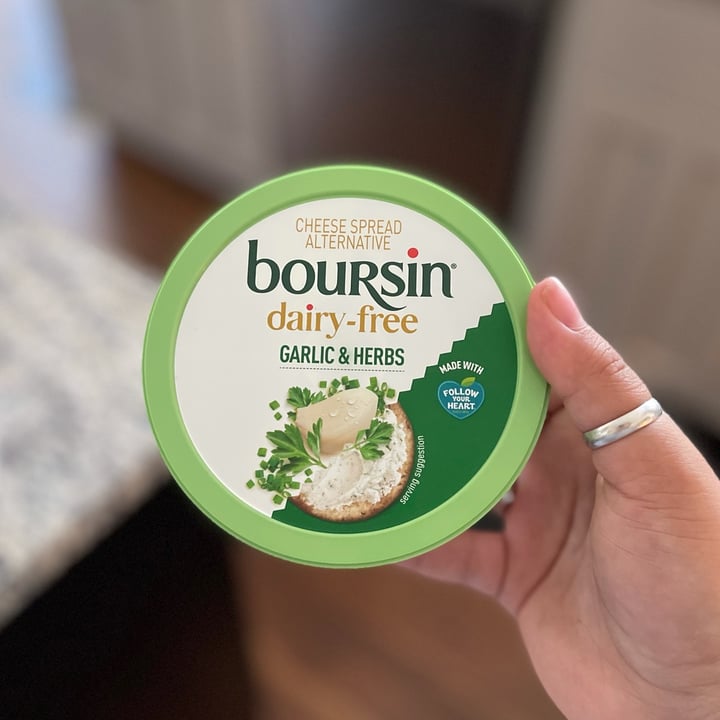 CHEESE SPREAD
ALTERNATIVE
boursin®
dairy-free
GARLIC & HERBS
MADE WITH
FOLLOW
YOUR
HEART
serving suggestion